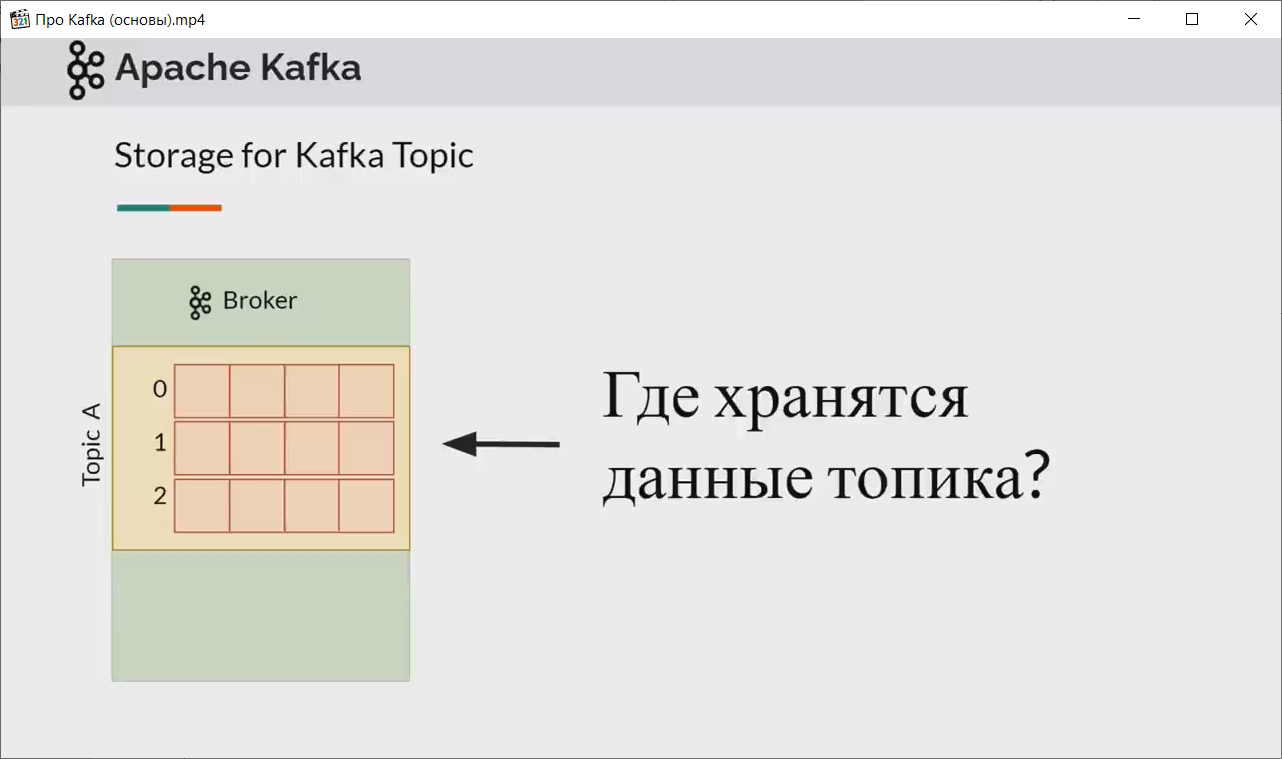 Про Kafka (основы).mp4
Apache Kafka
Storage for Kafka Topic
Broker
Topic A
0
1
2
Где хранятся
данные топика?